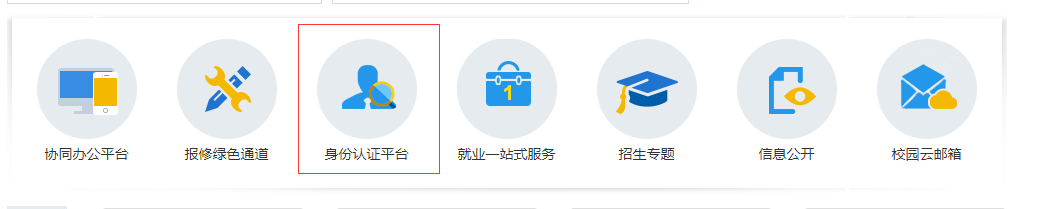 1
协同办公平台
报修绿色通道
身份认证平台
就业一站式服务
招生专题
信息公开
校园云邮箱